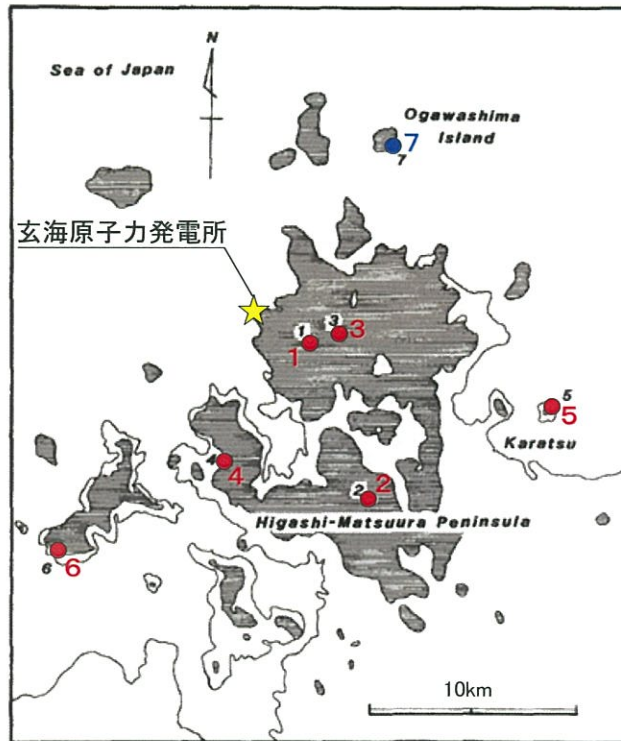 N
Sea of Japan
Ogawashima
Island
7
7
玄海原子力発電所
1
1
3
3
5
5
Karatsu
4
4
2
2
Higashi-Matsuura Peninsula
6
6
10km